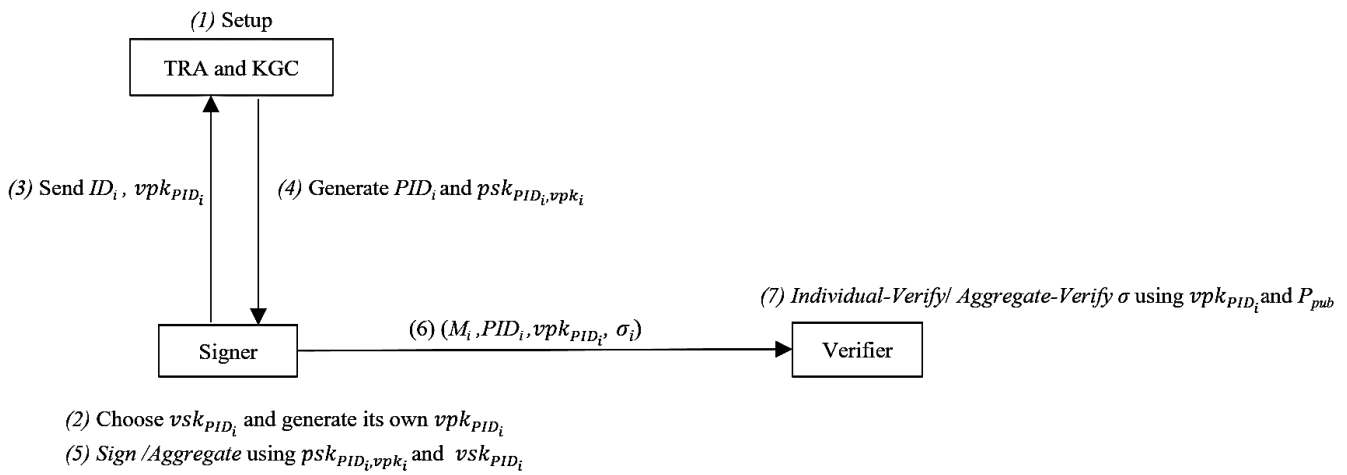 (1) Setup
TRA and KGC
(3) Send ID_i , vpk_{PID_i}
(4) Generate PID_i and psk_{PID_i,vpk_i}
(7) Individual-Verify/ Aggregate-Verify σ using vpk_{PID_i} and P_{pub}
(6) (M_i ,PID_i ,vpk_{PID_i}, σ_i)
Signer
Verifier
(2) Choose vsk_{PID_i} and generate its own vpk_{PID_i}
(5) Sign /Aggregate using psk_{PID_i,vpk_i} and vsk_{PID_i}